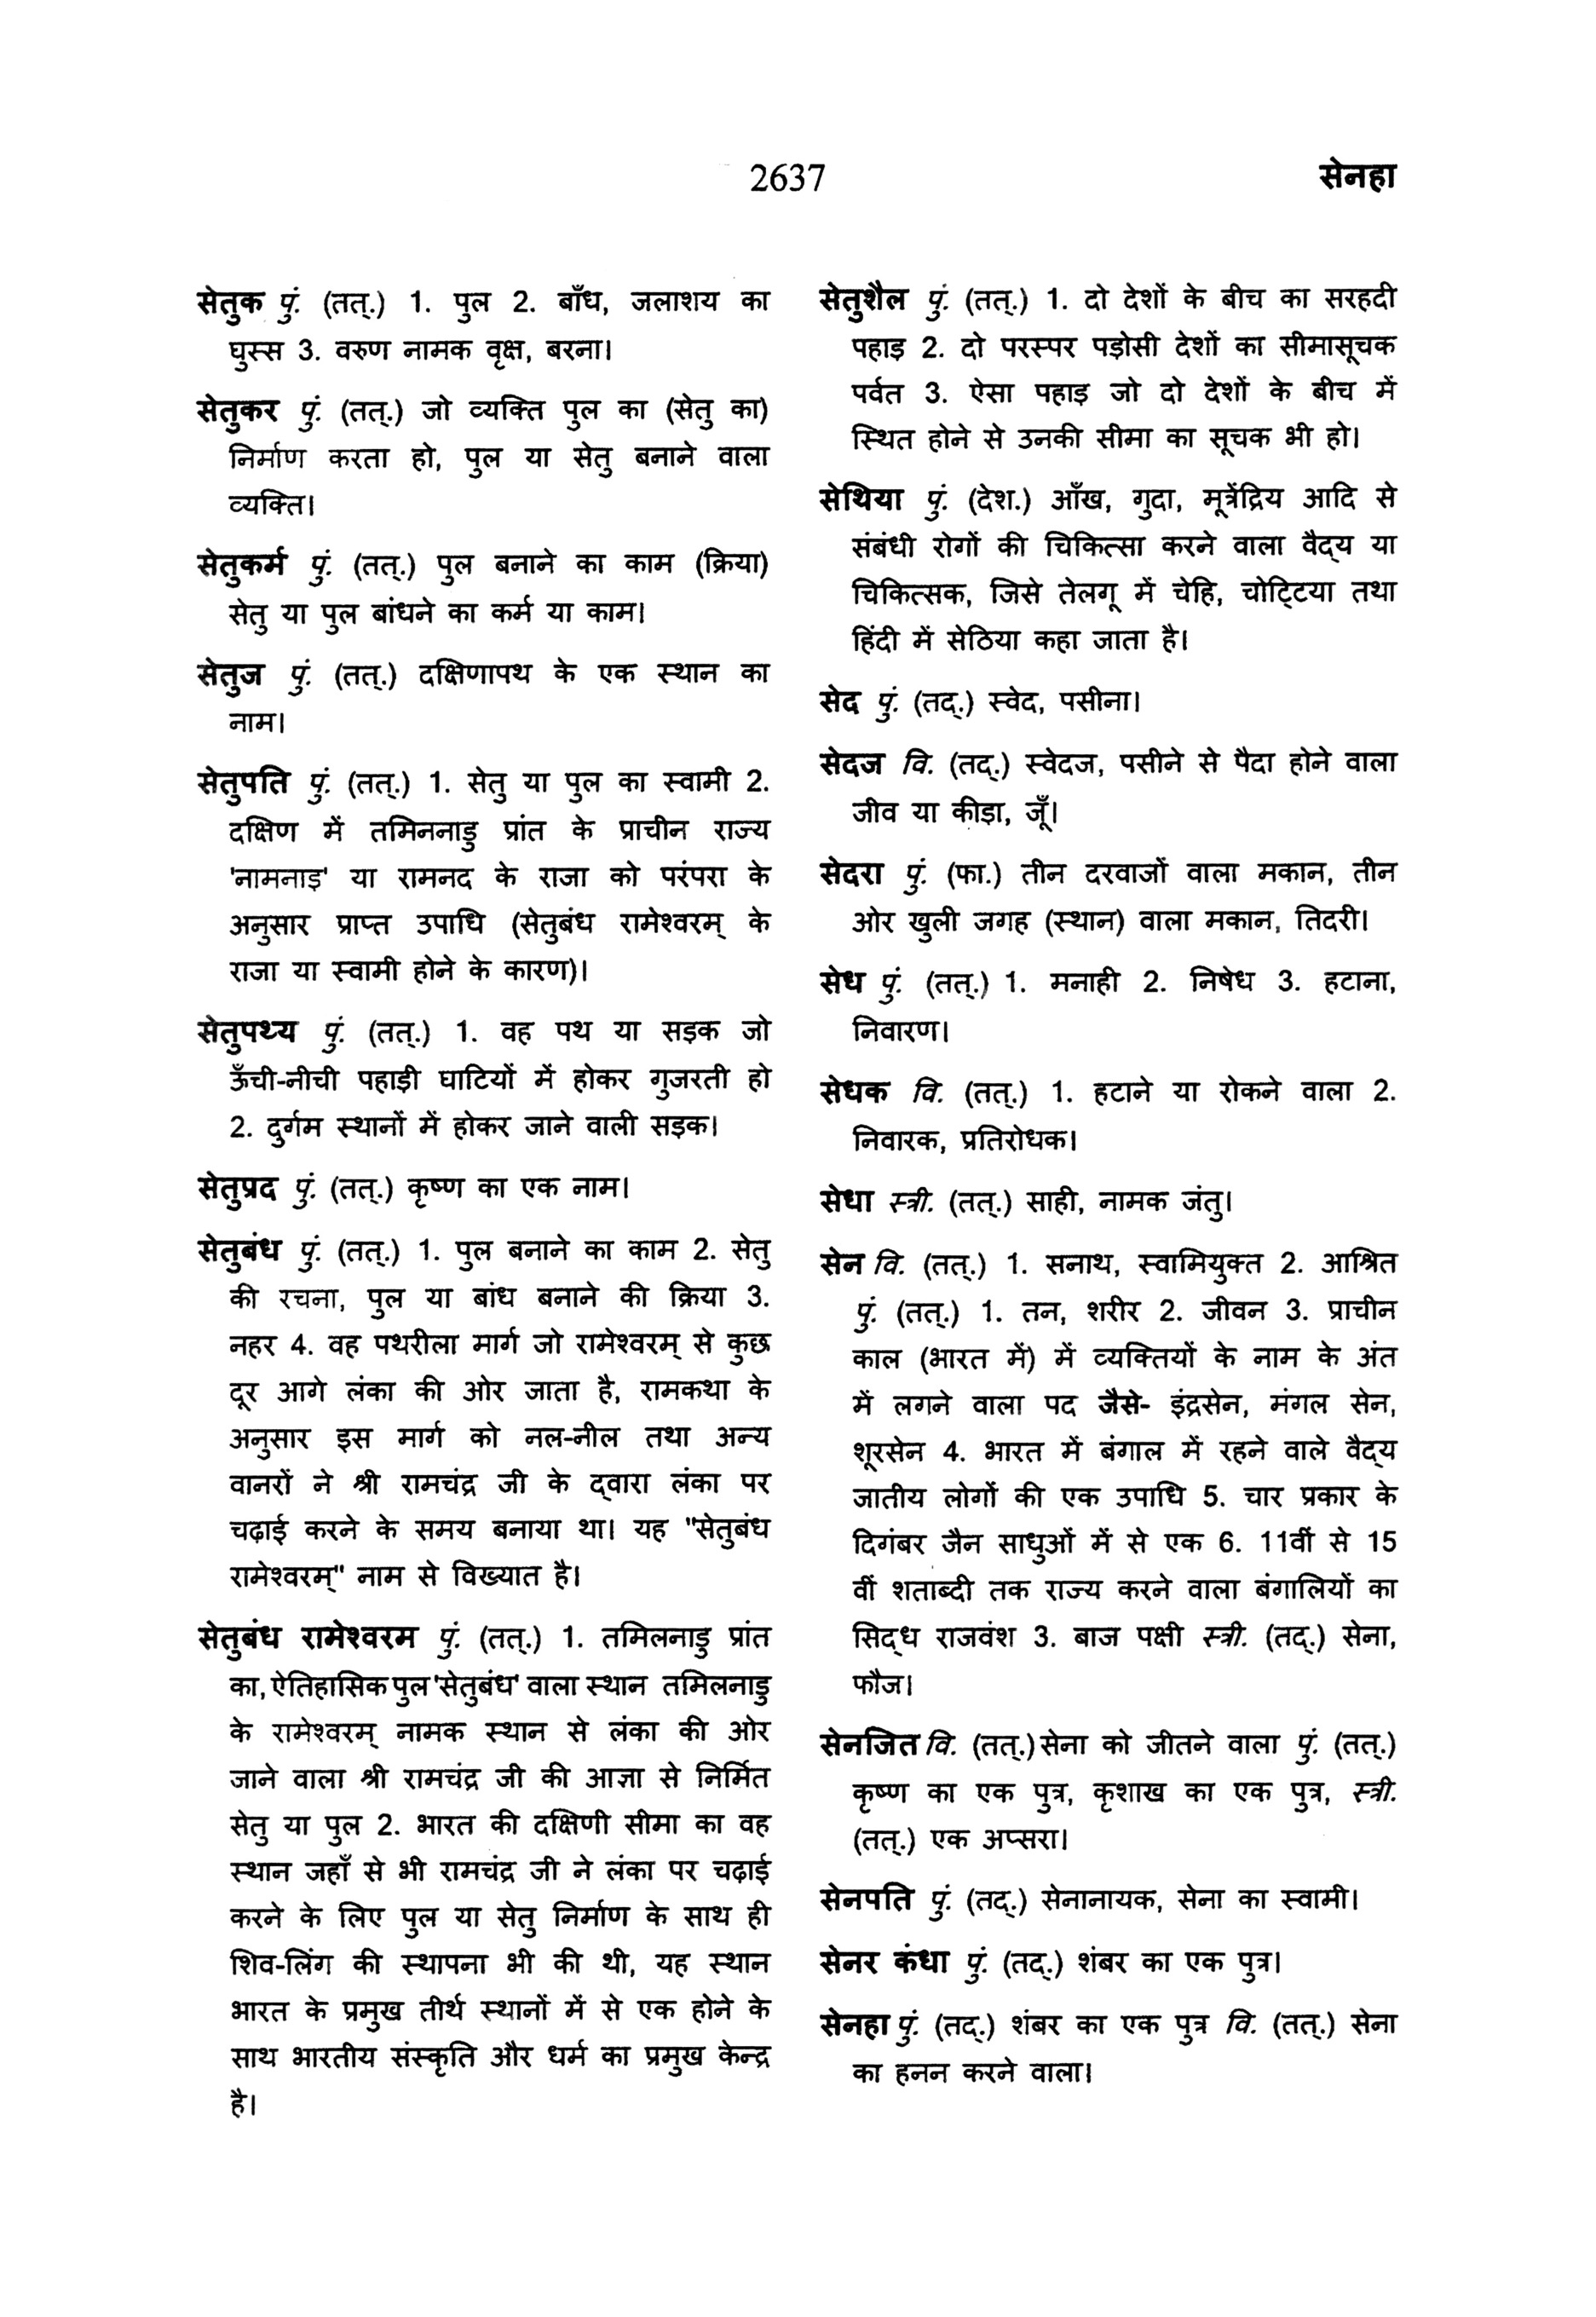 2637
सेनहा
सेतुक पुं. (तत्.) 1. पुल 2. बाँध, जलाशय का
घुस्स 3. वरुण नामक वृक्ष, बरना।
सेतुकर पुं. (तत्.) जो व्यक्ति पुल का (सेतु का)
निर्माण करता हो, पुल या सेतु बनाने वाला
व्यक्ति।
सेतुकर्म पुं. (तत्.) पुल बनाने का काम (क्रिया)
सेतु या पुल बांधने का कर्म या काम।
सेतुज पुं. (तत्.) दक्षिणापथ के एक स्थान का
नाम।
सेतुपति पुं. (तत्.) 1. सेतु या पुल का स्वामी 2.
दक्षिण में तमिननाडु प्रांत के प्राचीन राज्य
'नामनाड़' या रामनद के राजा को परंपरा के
अनुसार प्राप्त उपाधि (सेतुबंध रामेश्वरम् के
राजा या स्वामी होने के कारण)।
सेतुपथ्य पुं. (तत्.) 1. वह पथ या सड़क जो
ऊँची-नीची पहाड़ी घाटियों में होकर गुजरती हो
2. दुर्गम स्थानों में होकर जाने वाली सड़क।
सेतुप्रद पुं. (तत्.) कृष्ण का एक नाम।
सेतुबंध पुं. (तत्.) 1. पुल बनाने का काम 2. सेतु
की रचना, पुल या बांध बनाने की क्रिया 3.
नहर 4. वह पथरीला मार्ग जो रामेश्वरम् से कुछ
दूर आगे लंका की ओर जाता है, रामकथा के
अनुसार इस मार्ग को नल-नील तथा अन्य
वानरों ने श्री रामचंद्र जी के द्वारा लंका पर
चढ़ाई करने के समय बनाया था। यह "सेतुबंध
रामेश्वरम्" नाम से विख्यात है।
सेतुबंध रामेश्वरम पुं. (तत्.) 1. तमिलनाडु प्रांत
का, ऐतिहासिक पुल 'सेतुबंध' वाला स्थान तमिलनाडु
के रामेश्वरम् नामक स्थान से लंका की ओर
जाने वाला श्री रामचंद्र जी की आज्ञा से निर्मित
सेतु या पुल 2. भारत की दक्षिणी सीमा का वह
स्थान जहाँ से भी रामचंद्र जी ने लंका पर चढ़ाई
करने के लिए पुल या सेतु निर्माण के साथ ही
शिव-लिंग की स्थापना भी की थी, यह स्थान
भारत के प्रमुख तीर्थ स्थानों में से एक होने के
साथ भारतीय संस्कृति और धर्म का प्रमुख केन्द्र
है।
सेतुशैल पुं. (तत्.) 1. दो देशों के बीच का सरहदी
पहाड़ 2. दो परस्पर पड़ोसी देशों का सीमासूचक
पर्वत 3. ऐसा पहाड़ जो दो देशों के बीच में
स्थित होने से उनकी सीमा का सूचक भी हो।
सेथिया पुं. (देश.) आँख, गुदा, मूत्रेंद्रिय आदि से
संबंधी रोगों की चिकित्सा करने वाला वैद्य या
चिकित्सक, जिसे तेलगू में चेहि, चोट्टिया तथा
हिंदी में सेठिया कहा जाता है।
सेद पुं. (तद्.) स्वेद, पसीना।
सेदज वि. (तद्.) स्वेदज, पसीने से पैदा होने वाला
जीव या कीड़ा, जूँ।
सेदरा पुं. (फा.) तीन दरवाजों वाला मकान, तीन
ओर खुली जगह (स्थान) वाला मकान, तिदरी।
सेध पुं. (तत्.) 1. मनाही 2. निषेध 3. हटाना,
निवारण।
सेधक वि. (तत्.) 1. हटाने या रोकने वाला 2.
निवारक, प्रतिरोधक।
सेधा स्त्री. (तत्.) साही, नामक जंतु।
सेन वि. (तत्.) 1. सनाथ, स्वामियुक्त 2. आश्रित
पुं. (तत्.) 1. तन, शरीर 2. जीवन 3. प्राचीन
काल (भारत में) में व्यक्तियों के नाम के अंत
में लगने वाला पद जैसे- इंद्रसेन, मंगल सेन,
शूरसेन 4. भारत में बंगाल में रहने वाले वैद्य
जातीय लोगों की एक उपाधि 5. चार प्रकार के
दिगंबर जैन साधुओं में से एक 6. 11वीं से 15
वीं शताब्दी तक राज्य करने वाला बंगालियों का
सिद्ध राजवंश 3. बाज पक्षी स्त्री. (तद्.) सेना,
फौज।
सेनजित वि. (तत्.) सेना को जीतने वाला पुं. (तत्.)
कृष्ण का एक पुत्र, कृशाख का एक पुत्र, स्त्री.
(तत्.) एक अप्सरा।
सेनपति पुं. (तद्.) सेनानायक, सेना का स्वामी।
सेनर कंधा पुं. (तद्.) शंबर का एक पुत्र।
सेनहा पुं. (तद्.) शंबर का एक पुत्र वि. (तत्.) सेना
का हनन करने वाला।